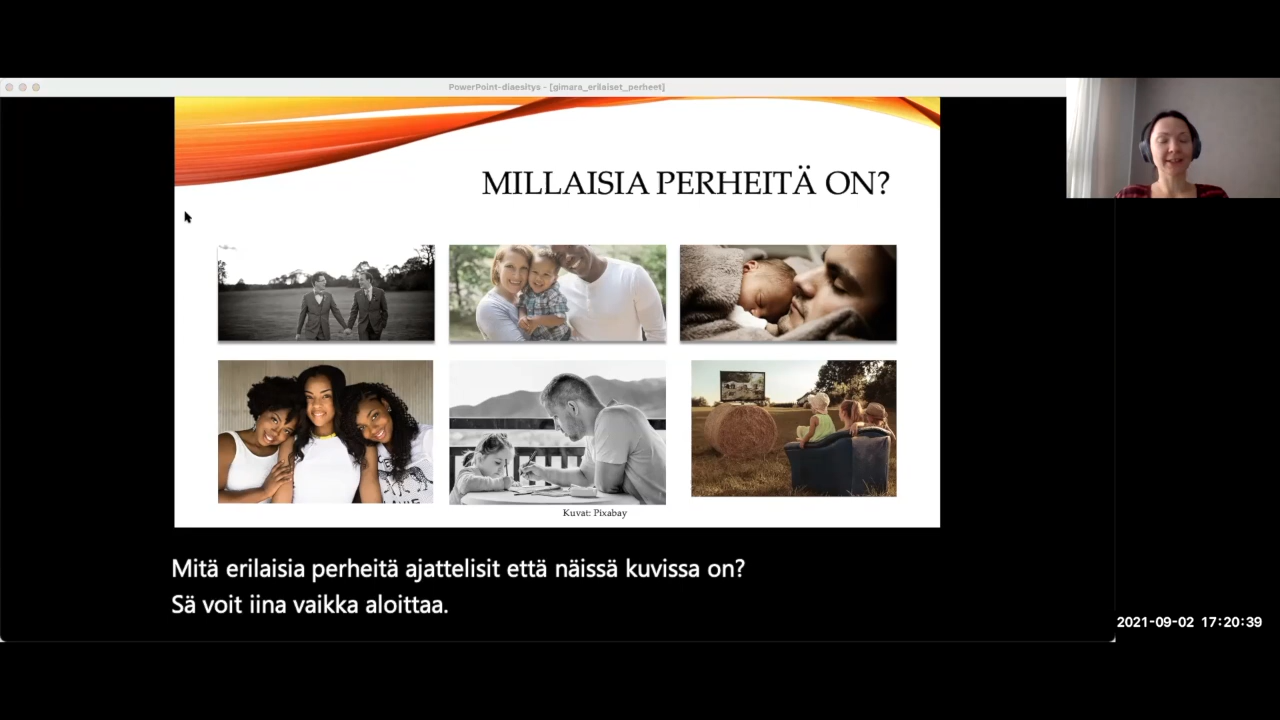 PowerPoint-diaesitys - [gimara_erilaiset_perheet]
MILLAISIA PERHEITÄ ON?
Kuvat: Pixabay
Mitä erilaisia perheitä ajattelisit että näissä kuvissa on?
Sä voit iina vaikka aloittaa.
2021-09-02 17:20:39